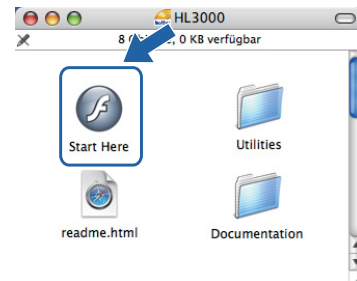 HL3000
8 O , 0 KB verfügbar
Start Here
Utilities
readme.html
Documentation